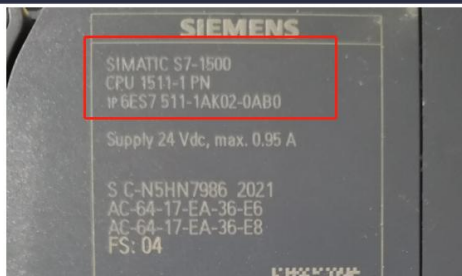 SIEMENS
SIMATIC S7-1500
CPU 1511-1 PN
1P 6ES7 511-1AK02-0AB0
Supply 24 Vdc, max. 0.95 A
S C-N5HN7986 2021
AC-64-17-EA-36-E6
AC-64-17-EA-36-E8
FS: 04